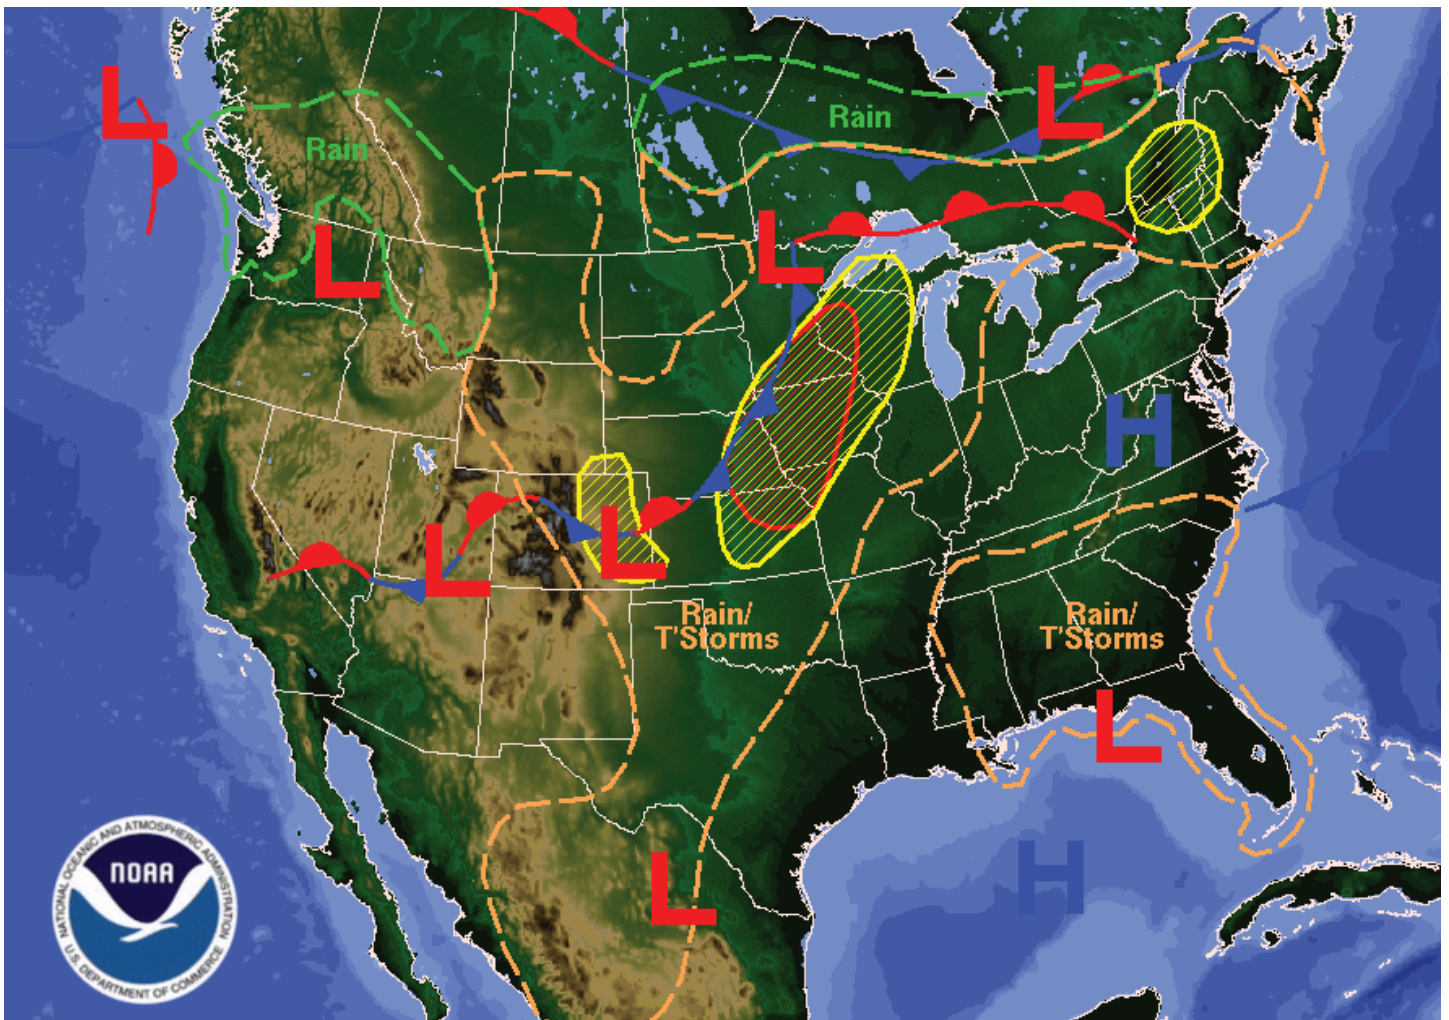 L
Rain
L
Rain
L
L
L
H
L
L
Rain/
T'Storms
Rain/
T'Storms
L
H
L
NOAA
NATIONAL OCEANIC AND ATMOSPHERIC ADMINISTRATION
U.S. DEPARTMENT OF COMMERCE